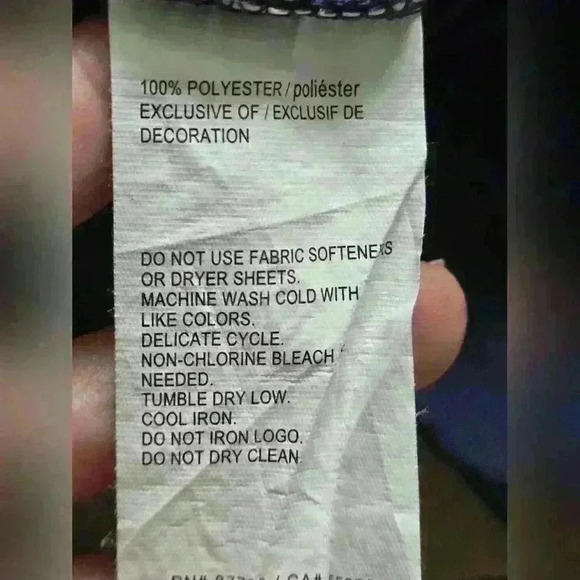 100% POLYESTER / poliéster
EXCLUSIVE OF / EXCLUSIF DE
DECORATION
DO NOT USE FABRIC SOFTENERS
OR DRYER SHEETS.
MACHINE WASH COLD WITH
LIKE COLORS.
DELICATE CYCLE.
NON-CHLORINE BLEACH
NEEDED.
TUMBLE DRY LOW.
COOL IRON.
DO NOT IRON LOGO.
DO NOT DRY CLEAN